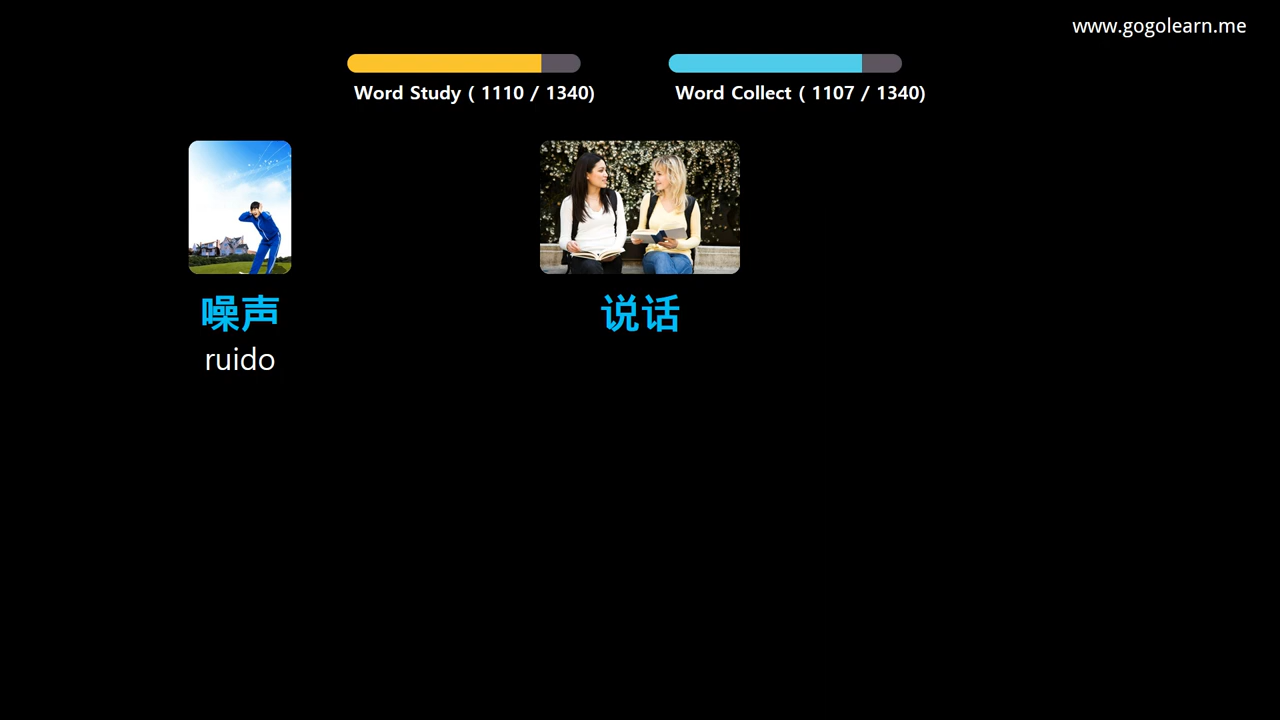 www.gogolearn.me
Word Study ( 1110 / 1340)
Word Collect ( 1107 / 1340)
噪声
ruido
说话